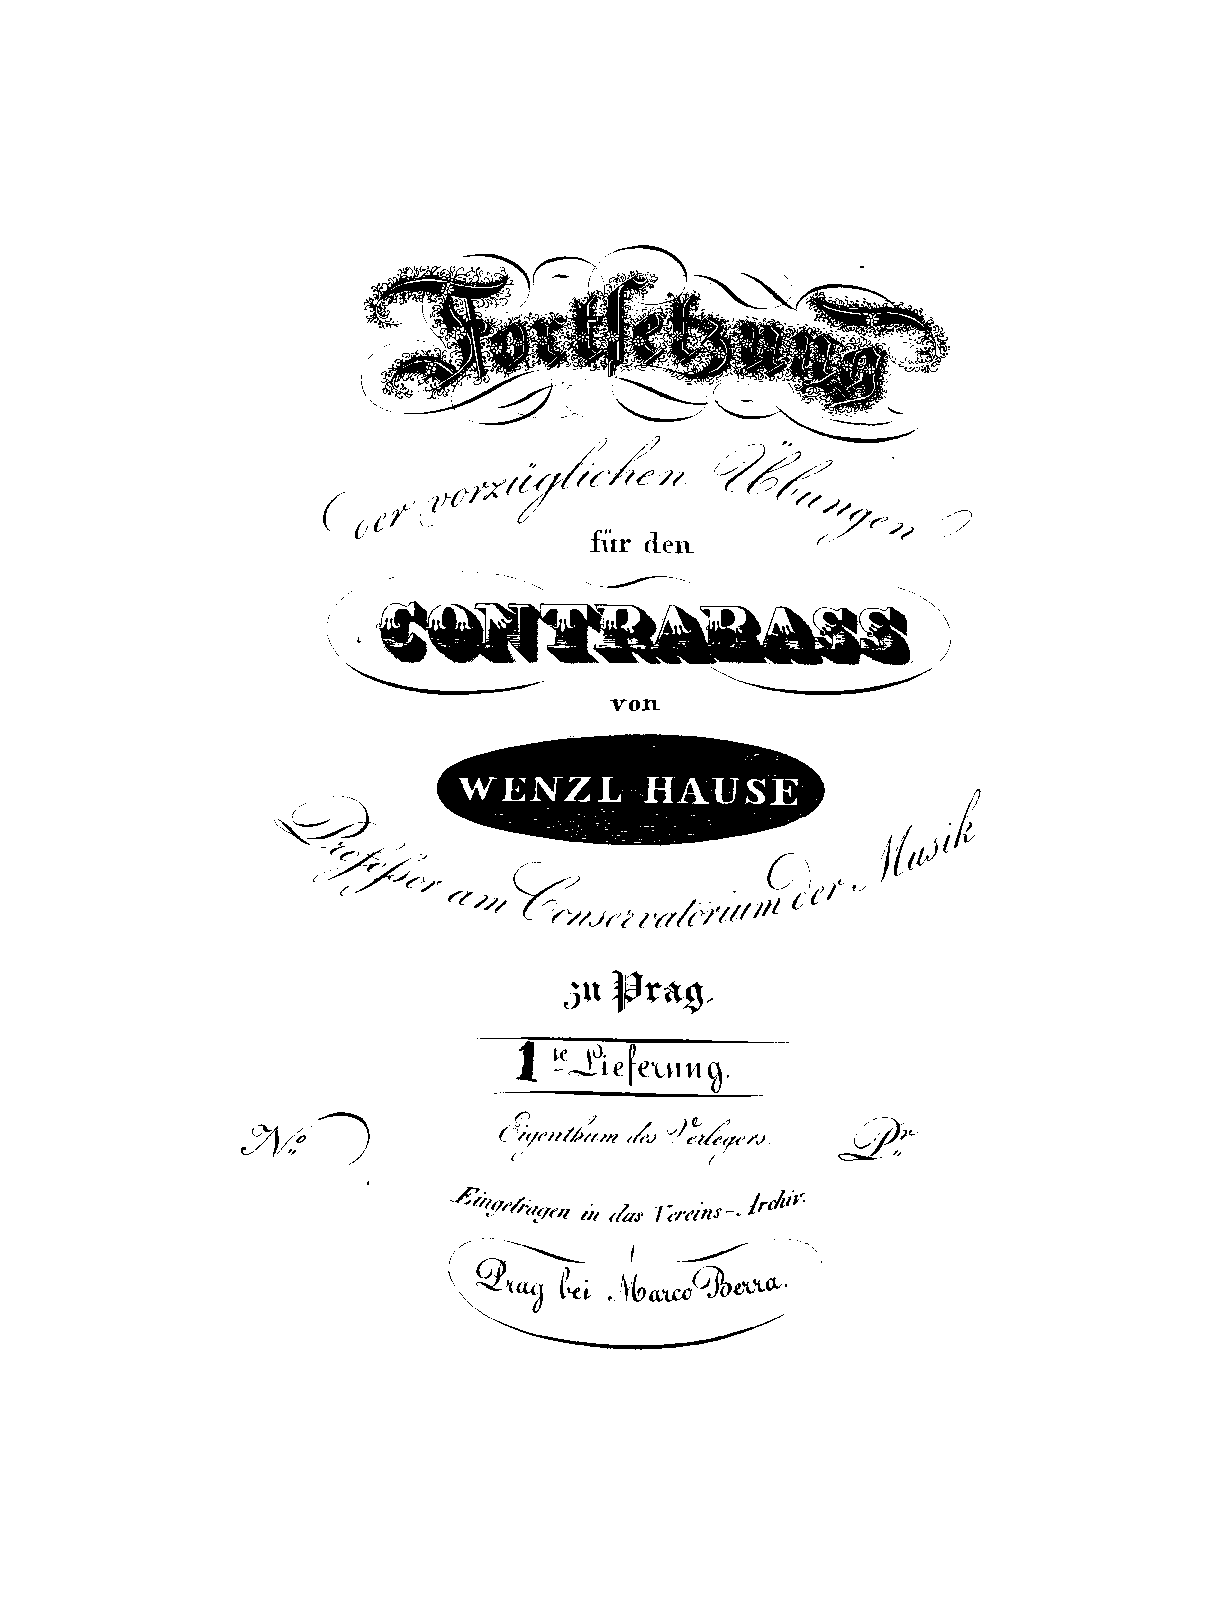 Fortsetzung
der vorzüglichen Übungen
für den
CONTRABASS
von
WENZL HAUSE
Professor am Conservatorium der Musik
zu Prag.
1te Lieferung.
No Eigenthum des Verlegers. Pr
Eingetragen in das Vereins-Archiv.
Prag bei Marco Berra.